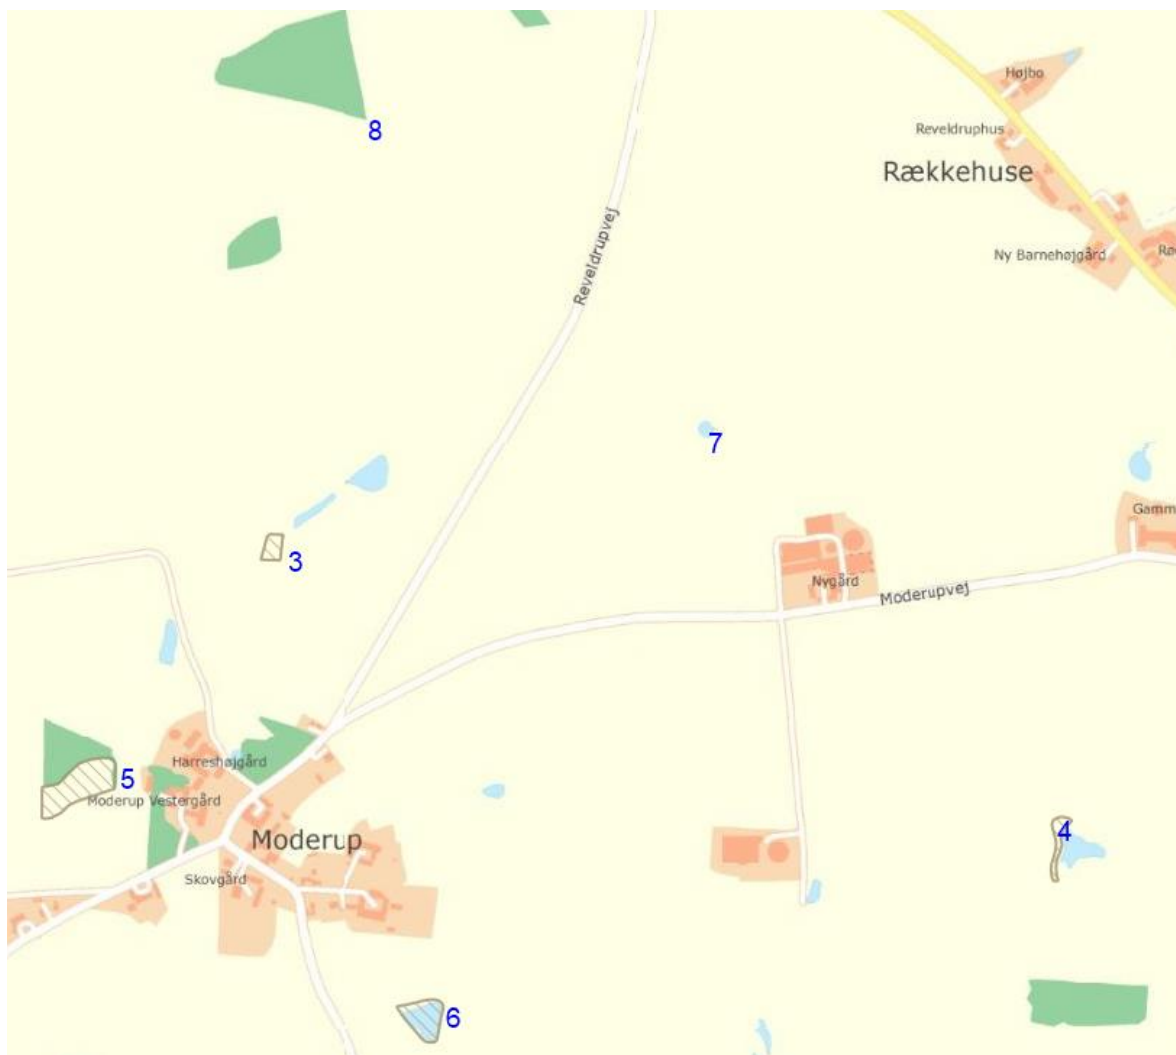 Højbo
8
Reveldruphus
Rækkehuse
Reveldrupvej
Ny Barnehøjgård
7
Gamm
3
Nygård
Moderupvej
Harreshøjgård
5
Moderup Vestergård
4
Moderup
Skovgård
6